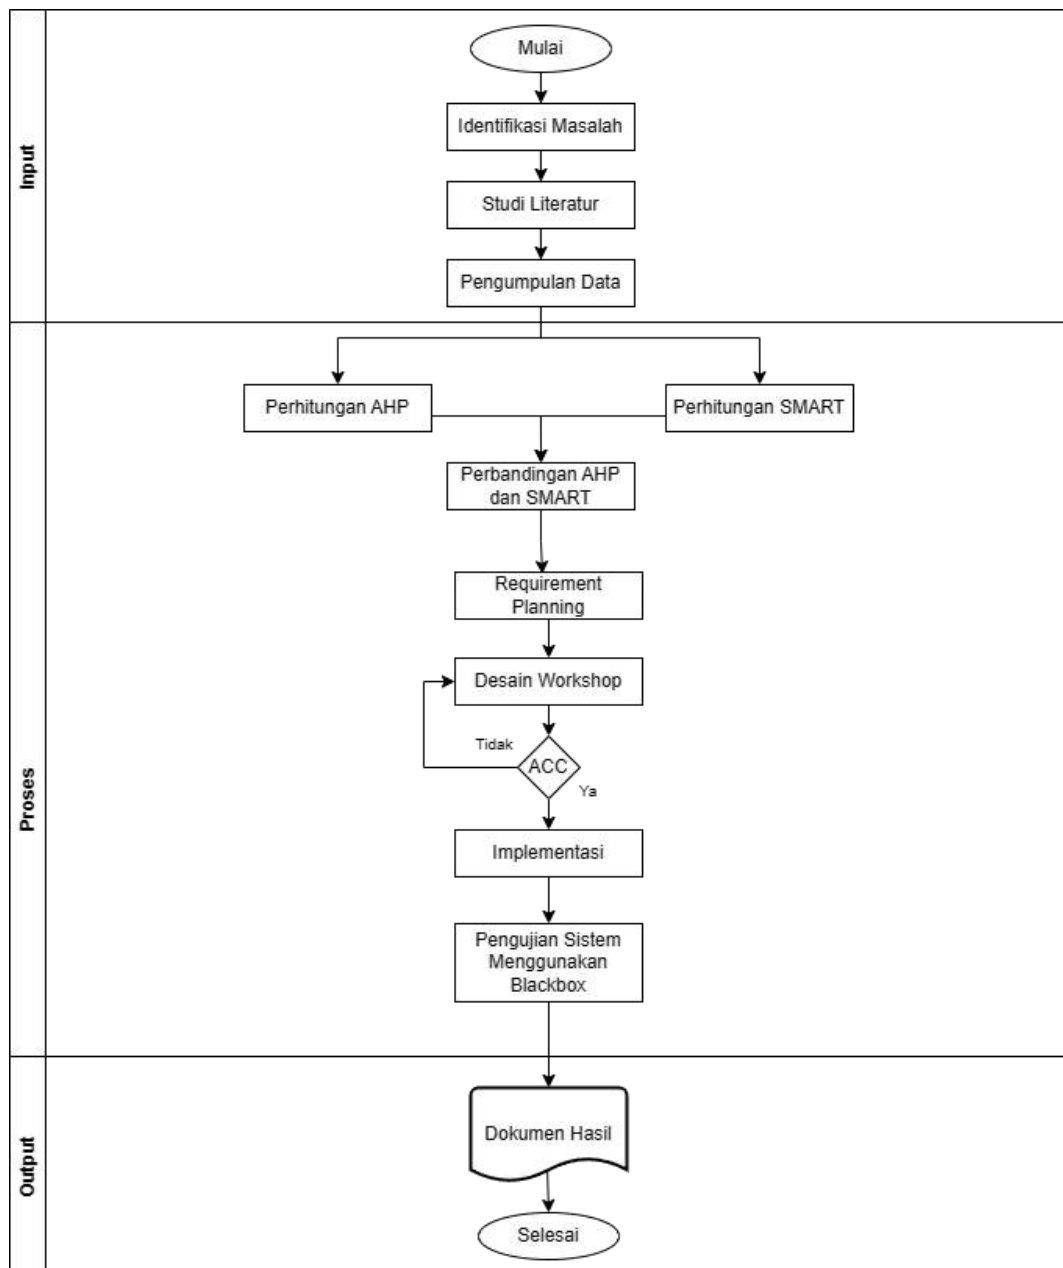 Input
Mulai
Identifikasi Masalah
Studi Literatur
Pengumpulan Data
Proses
Perhitungan AHP
Perhitungan SMART
Perbandingan AHP
dan SMART
Requirement
Planning
Desain Workshop
Tidak
ACC
Ya
Implementasi
Pengujian Sistem
Menggunakan
Blackbox
Output
Dokumen Hasil
Selesai